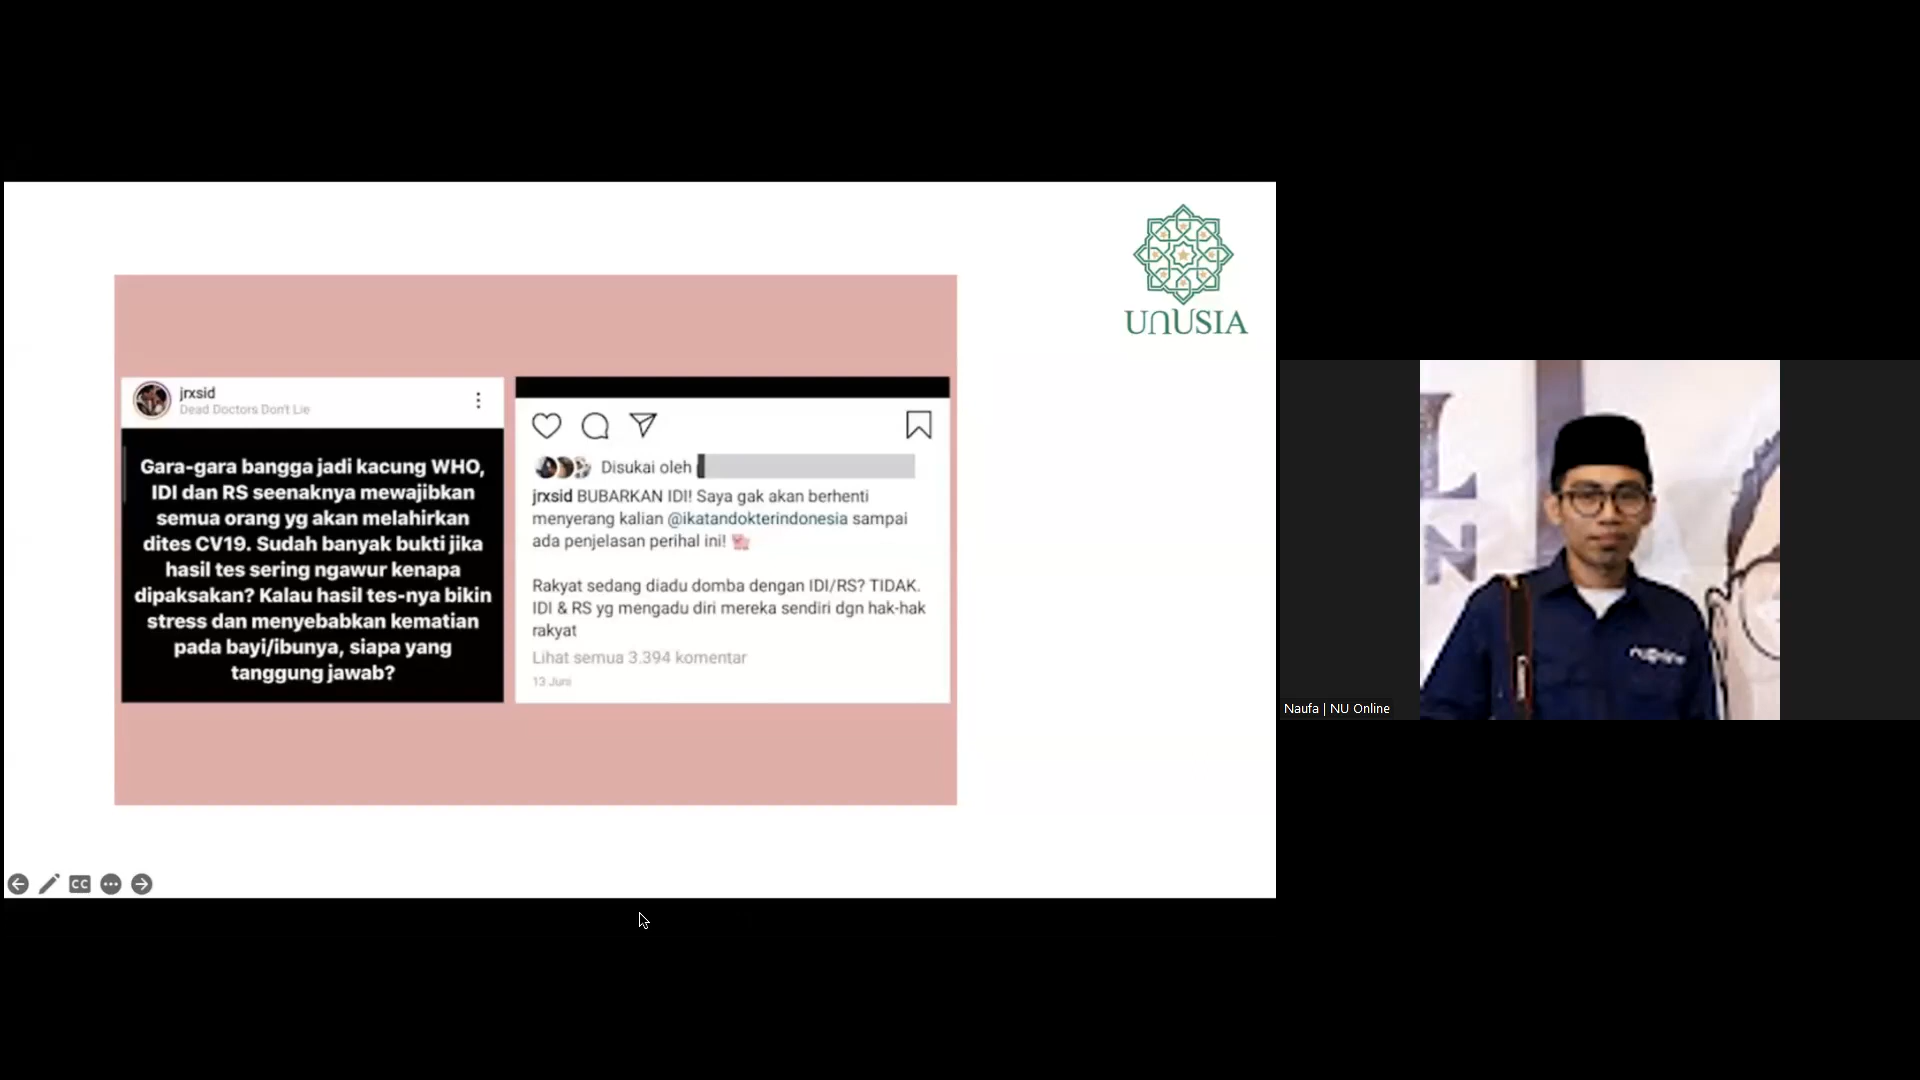 UNUSIA
jrxsid
Dead Doctors Don't Lie
Gara-gara bangga jadi kacung WHO,
IDI dan RS seenaknya mewajibkan
semua orang yg akan melahirkan
dites CV19. Sudah banyak bukti jika
hasil tes sering ngawur kenapa
dipaksakan? Kalau hasil tes-nya bikin
stress dan menyebabkan kematian
pada bayi/ibunya, siapa yang
tanggung jawab?
Disukai oleh
jrxsid BUBARKAN IDI! Saya gak akan berhenti
menyerang kalian @ikatandokterindonesia sampai
ada penjelasan perihal ini!
Rakyat sedang diadu domba dengan IDI/RS? TIDAK.
IDI & RS yg mengadu diri mereka sendiri dgn hak-hak
rakyat
Lihat semua 3.394 komentar
13 Juni
CC
Naufa | NU Online